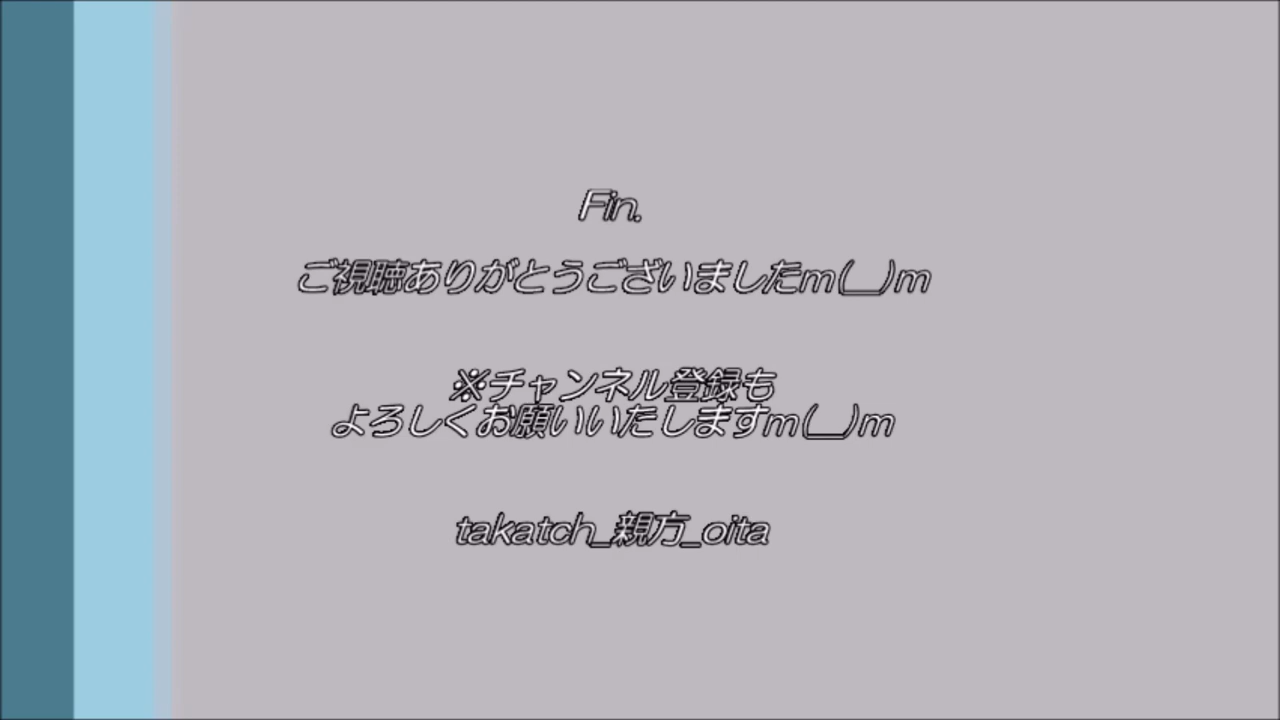 Fin.
ご視聴ありがとうございましたm(__)m
※チャンネル登録も
よろしくお願いいたしますm(__)m
takatch_親方_oita